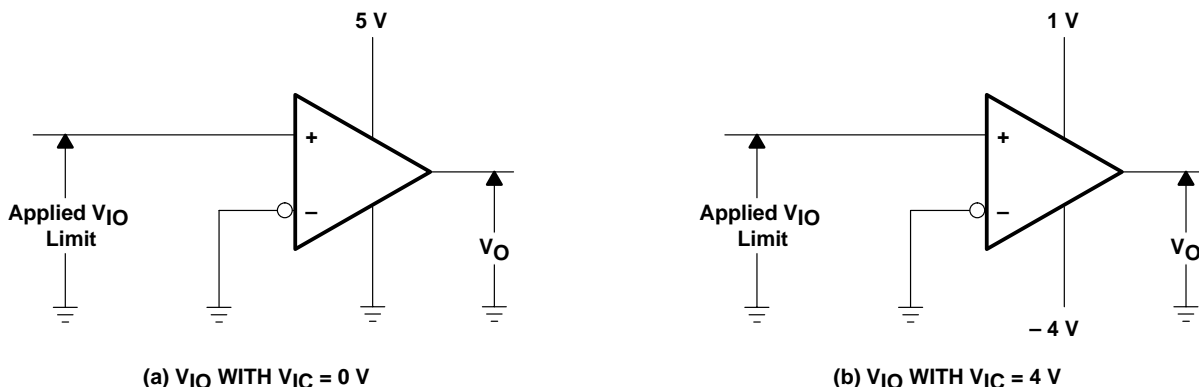 5 V
+
−
Applied VIO
Limit
VO
(a) VIO WITH VIC = 0 V
1 V
+
−
Applied VIO
Limit
VO
– 4 V
(b) VIO WITH VIC = 4 V